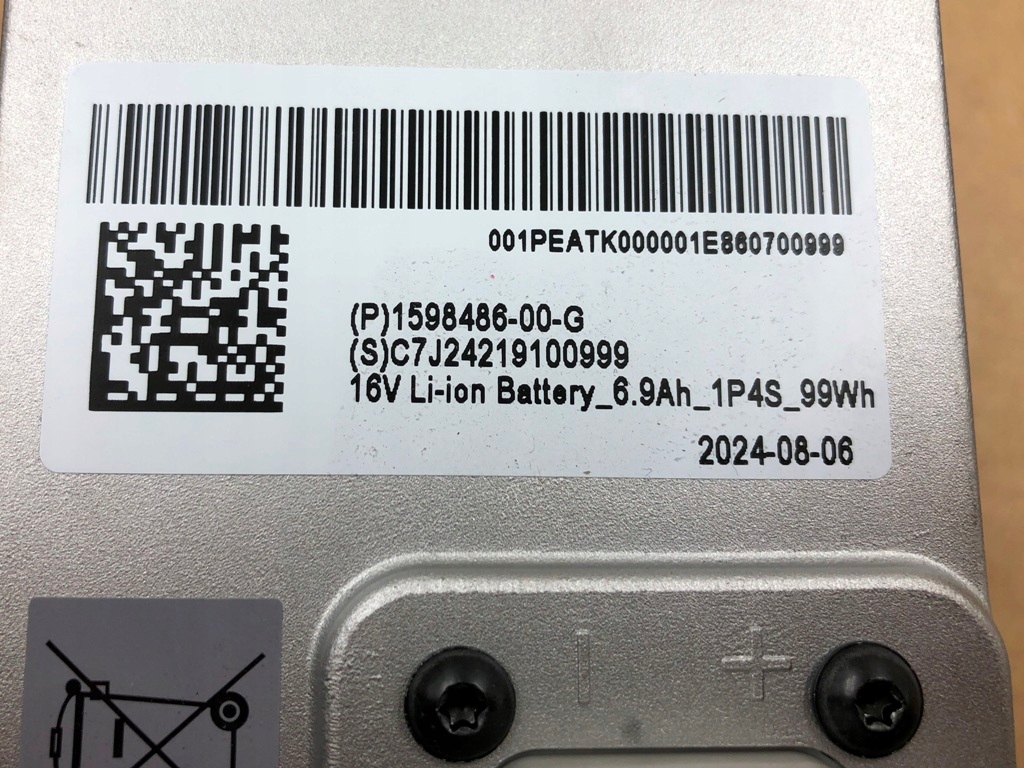 001PEATK000001E860700999
(P)1598486-00-G
(S)C7J24219100999
16V Li-ion Battery_6.9Ah_1P4S_99Wh
2024-08-06
- +